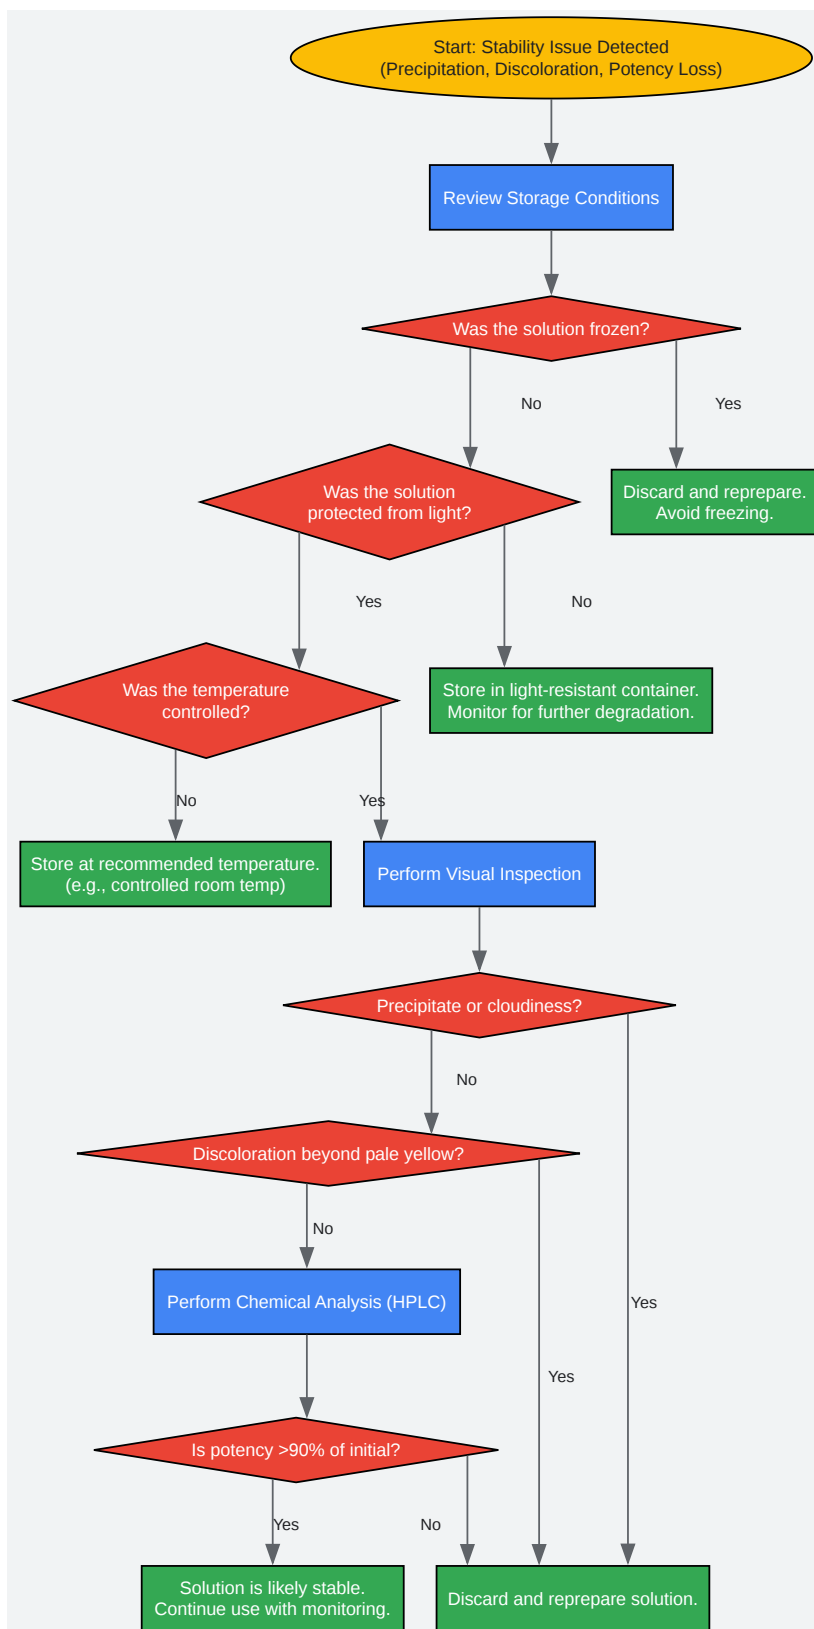 Start: Stability Issue Detected
(Precipitation, Discoloration, Potency Loss)
Review Storage Conditions
Was the solution frozen?
No
Yes
Was the solution
protected from light?
Discard and reprepare.
Avoid freezing.
Yes
No
Was the temperature
controlled?
Store in light-resistant container.
Monitor for further degradation.
No
Yes
Store at recommended temperature.
(e.g., controlled room temp)
Perform Visual Inspection
Precipitate or cloudiness?
No
Discoloration beyond pale yellow?
No
Perform Chemical Analysis (HPLC)
Yes
Yes
Is potency >90% of initial?
Yes
No
Solution is likely stable.
Continue use with monitoring.
Discard and reprepare solution.